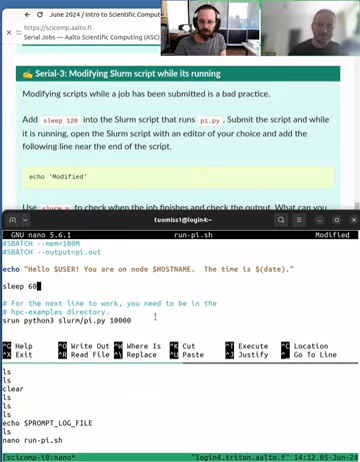 June 2024 / Intro to Scientific Comput
https://scicomp.aalto.fi
Serial Jobs — Aalto Scientific Computing (ASC)
Serial-3: Modifying Slurm script while its running
Modifying scripts while a job has been submitted is a bad practice.
Add sleep 120 into the Slurm script that runs pi.py. Submit the script and while
it is running, open the Slurm script with an editor of your choice and add the
following line near the end of the script.
echo 'Modified'
Use slurm q to check when the job finishes and check the output. What can you
tuomiss1@login4:~
GNU nano 5.6.1 run-pi.sh Modified
#SBATCH --mem=100M
#SBATCH --output=pi.out
echo "Hello $USER! You are on node $HOSTNAME. The time is $(date)."
sleep 60
# For the next line to work, you need to be in the
# hpc-examples directory.
srun python3 slurm/pi.py 10000
^G Help ^O Write Out ^W Where Is ^K Cut ^T Execute ^C Location
^X Exit ^R Read File ^\ Replace ^U Paste ^J Justify ^_ Go To Line
ls
ls
clear
ls
ls
ls
echo $PROMPT_LOG_FILE
ls
nano run-pi.sh
[scicomp-i0:nano* "login4.triton.aalto.f" 14:12 05-Jun-24